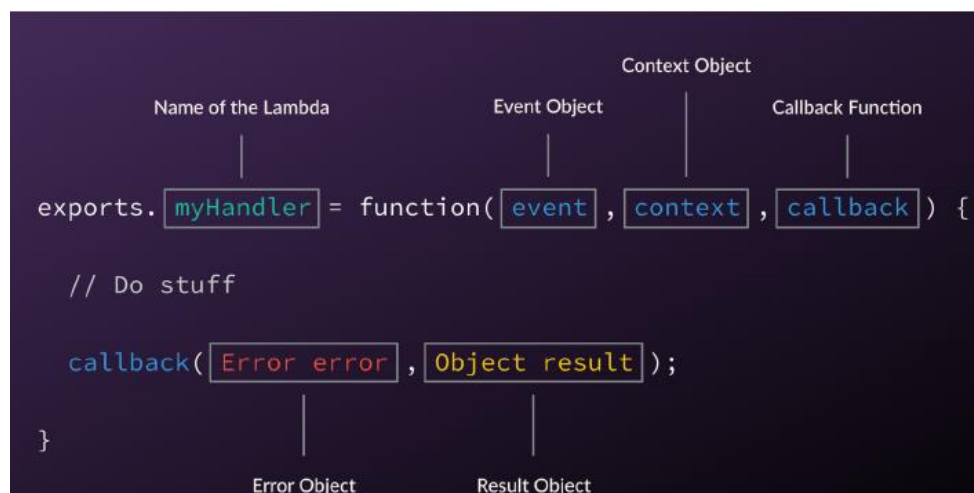 Context Object
Name of the Lambda Event Object Callback Function
exports. myHandler = function( event , context , callback ) {
// Do stuff
callback( Error error , Object result );
}
Error Object Result Object